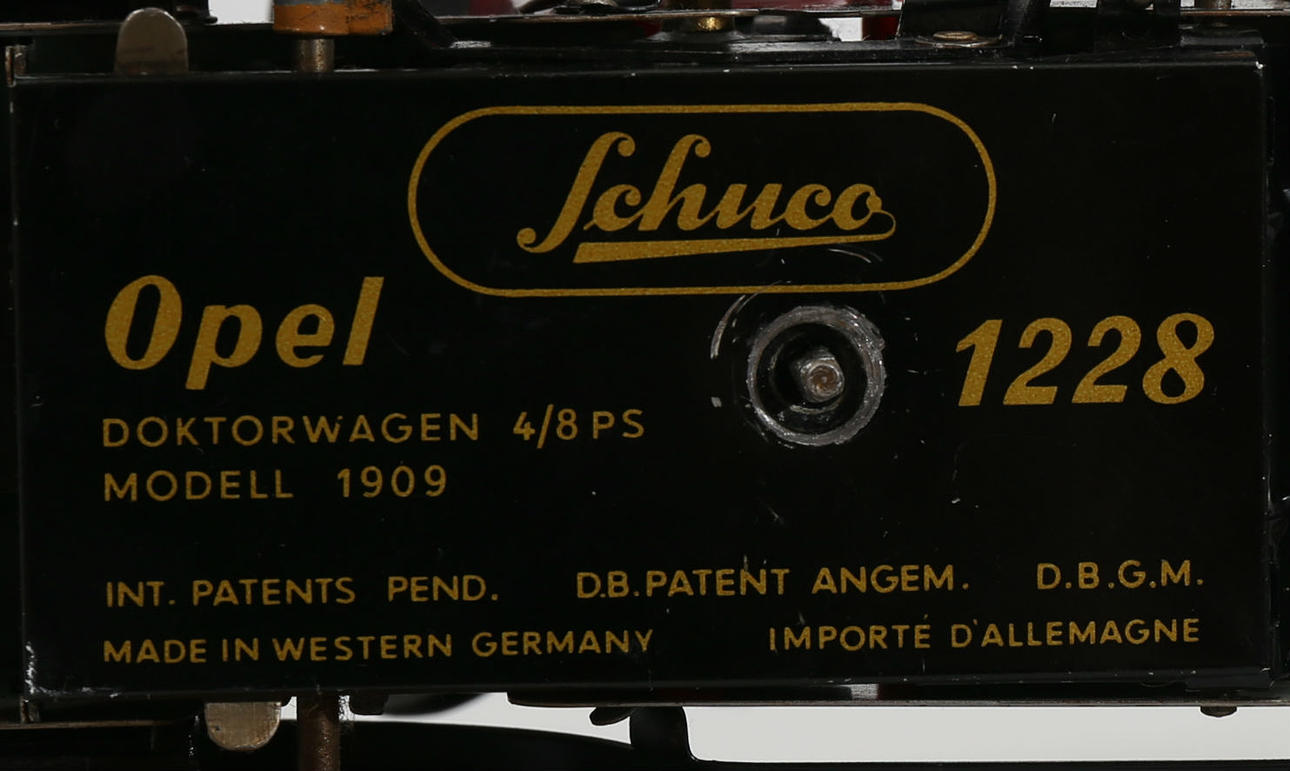 Schuco
Opel
1228
DOKTORWAGEN 4/8 PS
MODELL 1909
INT. PATENTS PEND. D.B.PATENT ANGEM. D.B.G.M.
MADE IN WESTERN GERMANY IMPORTÉ D'ALLEMAGNE